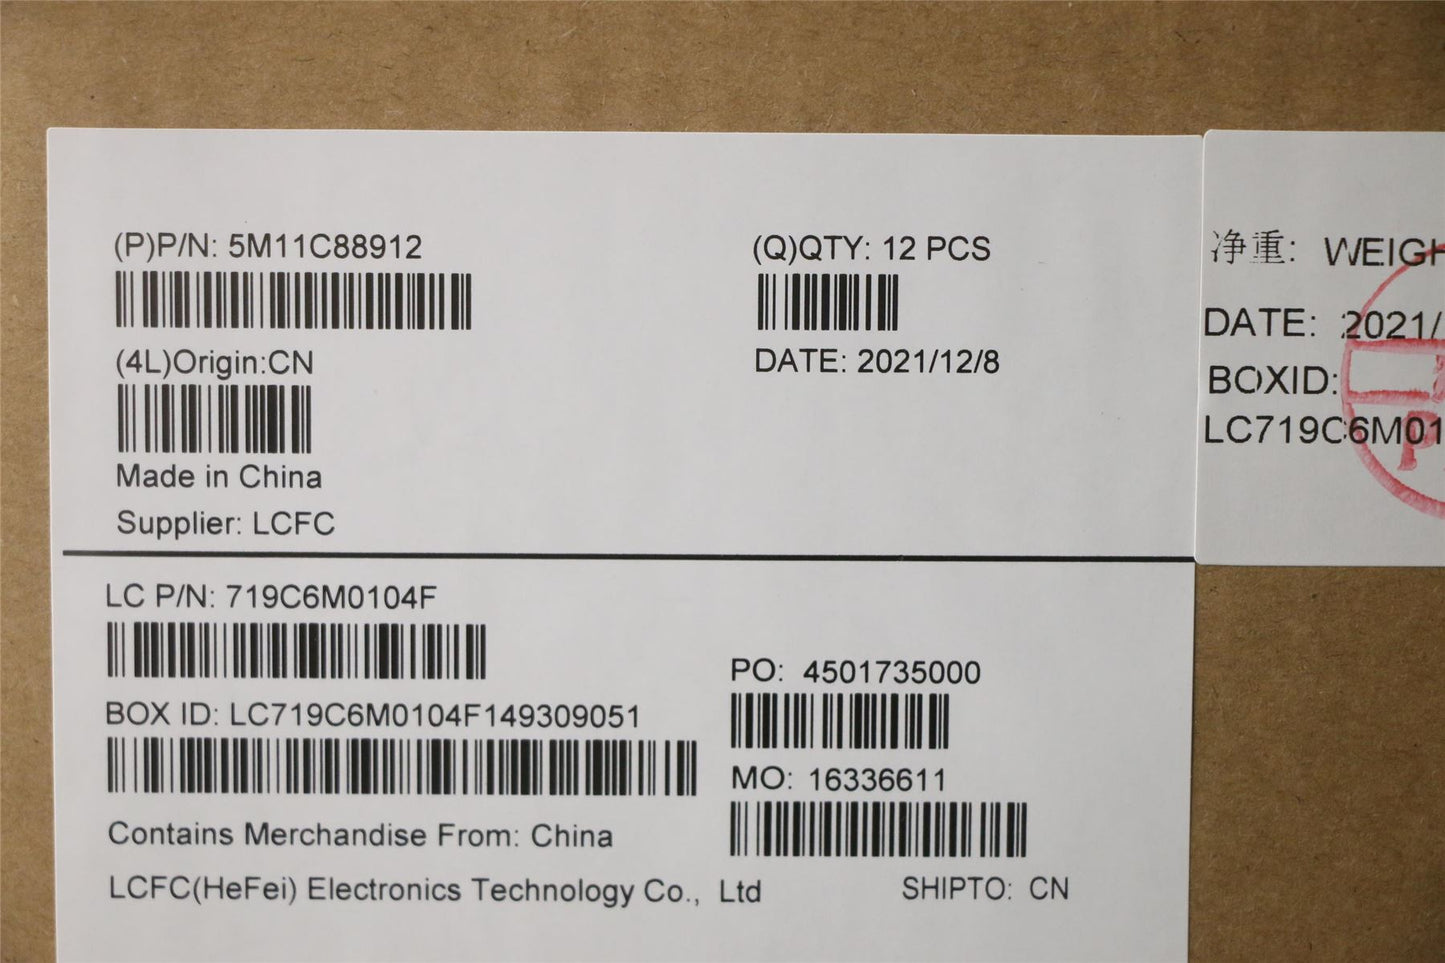 (P)P/N: 5M11C88912
(Q)QTY: 12 PCS
(4L)Origin:CN
DATE: 2021/12/8
Made in China
Supplier: LCFC
LC P/N: 719C6M0104F
PO: 4501735000
BOX ID: LC719C6M0104F149309051
MO: 16336611
Contains Merchandise From: China
LCFC(HeFei) Electronics Technology Co., Ltd
SHIPTO: CN
净重: WEIGH
DATE: 2021/
BOXID:
LC719C6M01